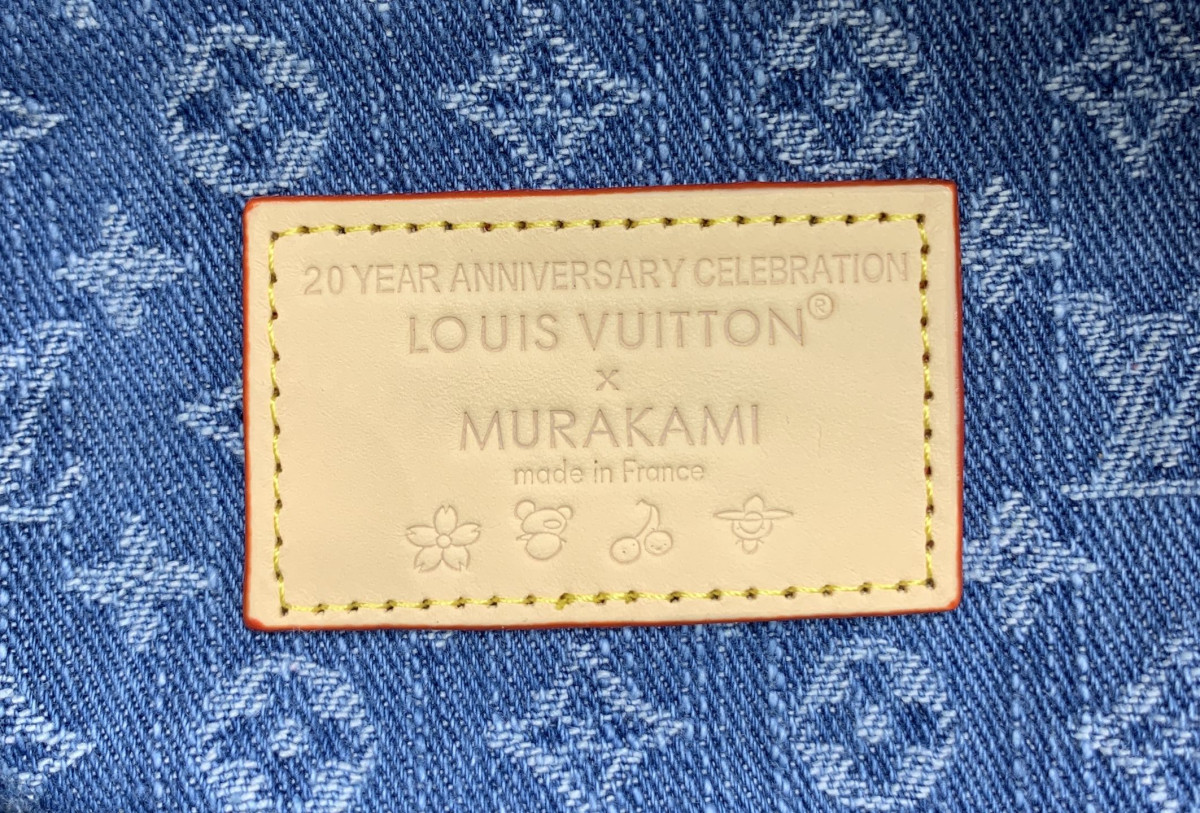 20 YEAR ANNIVERSARY CELEBRATION
LOUIS VUITTON®
x
MURAKAMI
made in France